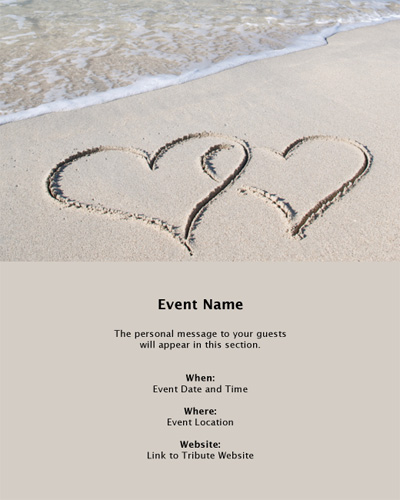 Event Name
The personal message to your guests
will appear in this section.
When:
Event Date and Time
Where:
Event Location
Website:
Link to Tribute Website